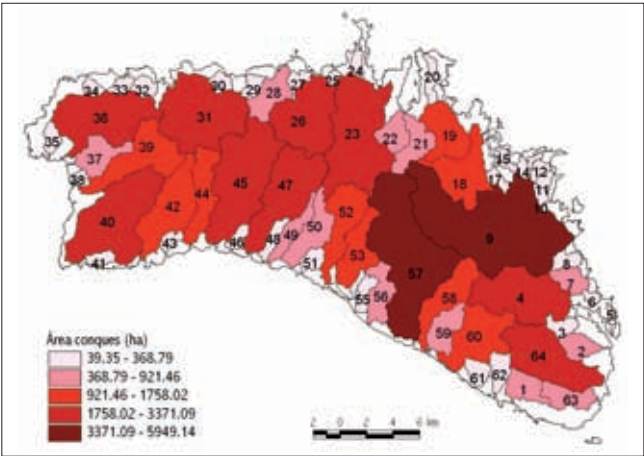 24
20
34 33 32 30 29 28 27 25
36 31 26 23 22 21 19
35 37 39 15
38 17 14 12
11
10
45 47 18
40 42 44 52 9
43 46 48 49 50 53
41 51 57 8
7
55 56 58 4 6
5
59 60 3
64 2
61 62
1 63
Área conques (ha)
39.35 - 368.79
368.79 - 921.46
921.46 - 1758.02
1758.02 - 3371.09
3371.09 - 5949.14
2 0 2 4 6 km